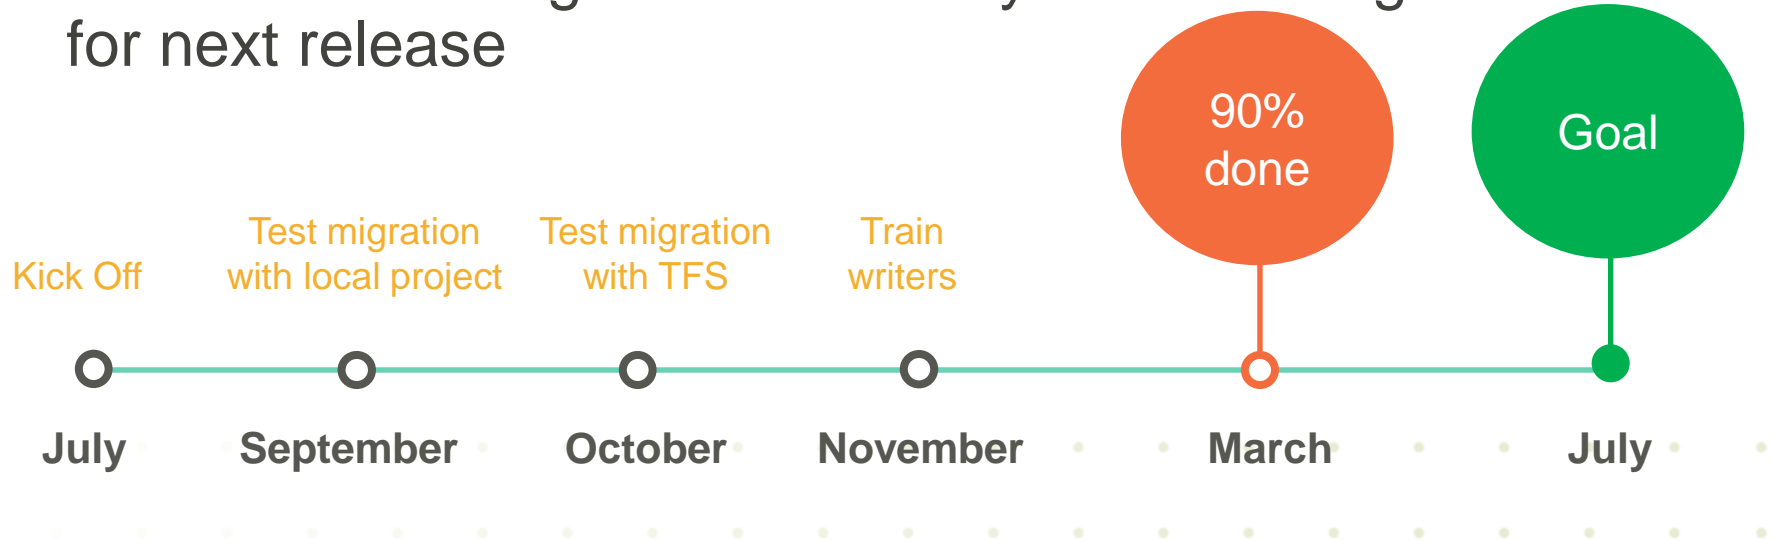 for next release
90%
done
Goal
Kick Off
Test migration
with local project
Test migration
with TFS
Train
writers
July
September
October
November
March
July